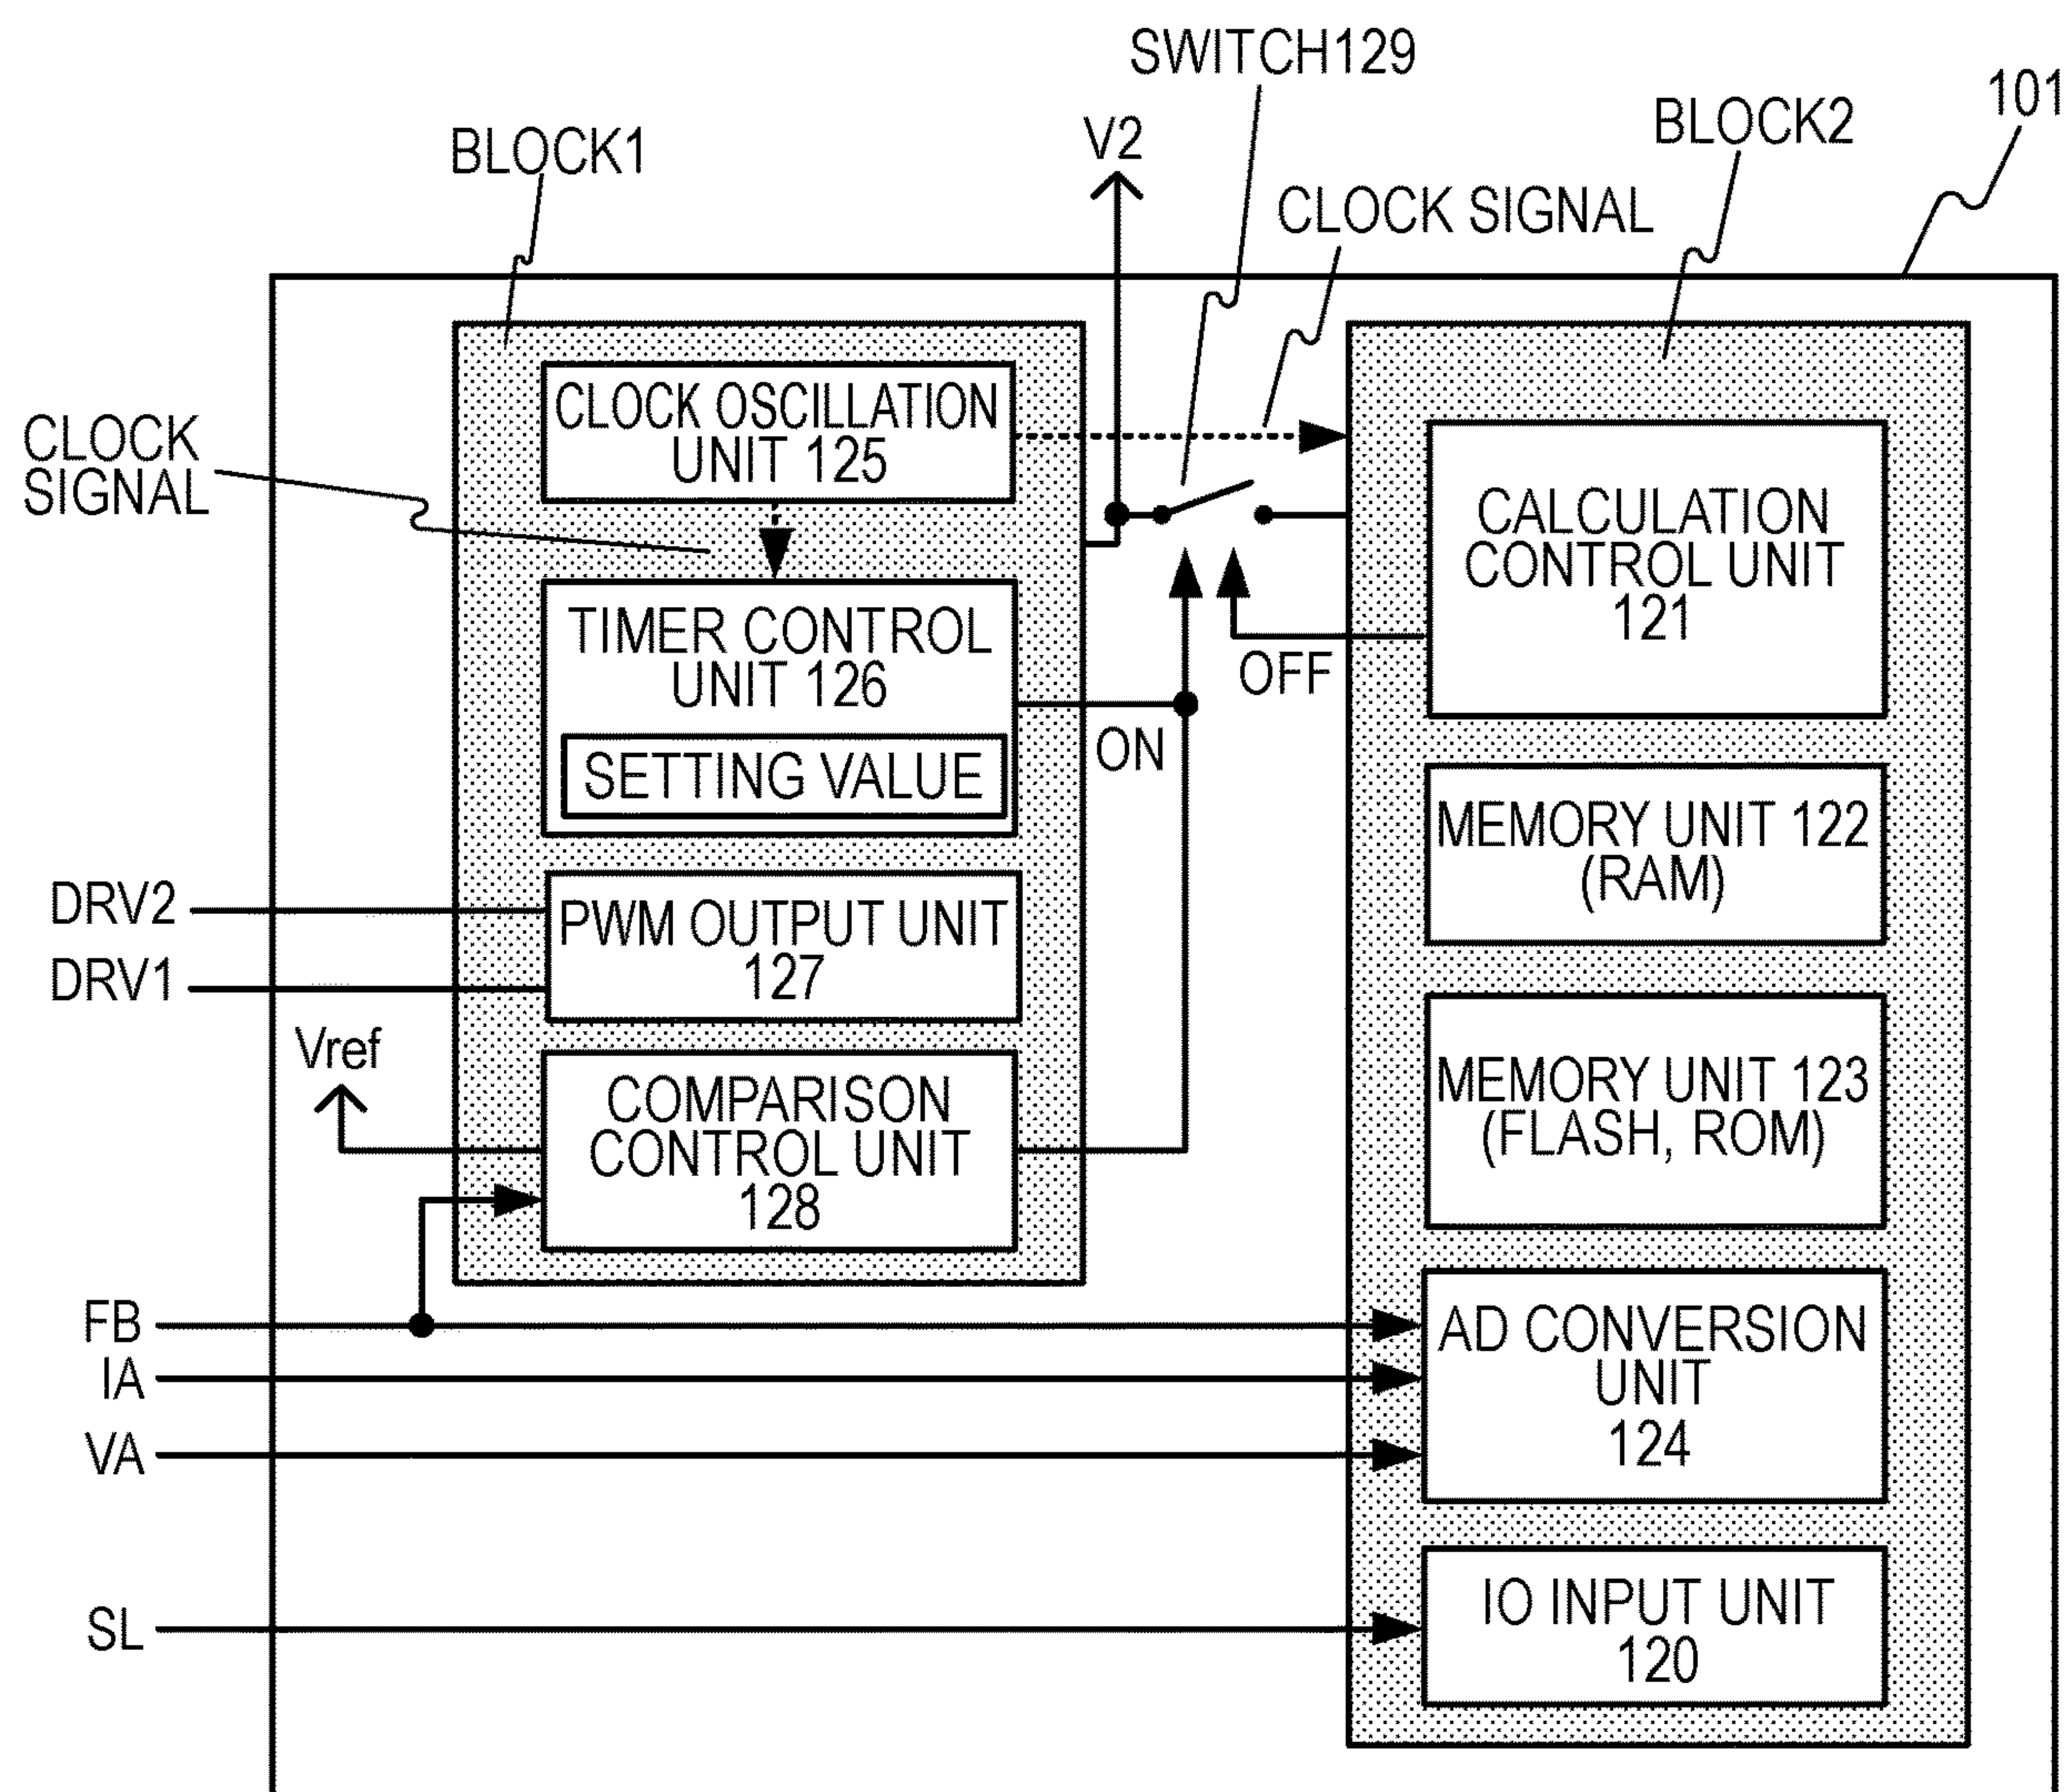 SWITCH129
101
BLOCK1
V2
BLOCK2
CLOCK SIGNAL
CLOCK
SIGNAL
CLOCK OSCILLATION
UNIT 125
TIMER CONTROL
UNIT 126
SETTING VALUE
ON
OFF
CALCULATION
CONTROL UNIT
121
MEMORY UNIT 122
(RAM)
DRV2
DRV1
PWM OUTPUT UNIT
127
Vref
COMPARISON
CONTROL UNIT
128
MEMORY UNIT 123
(FLASH, ROM)
FB
IA
VA
AD CONVERSION
UNIT
124
SL
IO INPUT UNIT
120